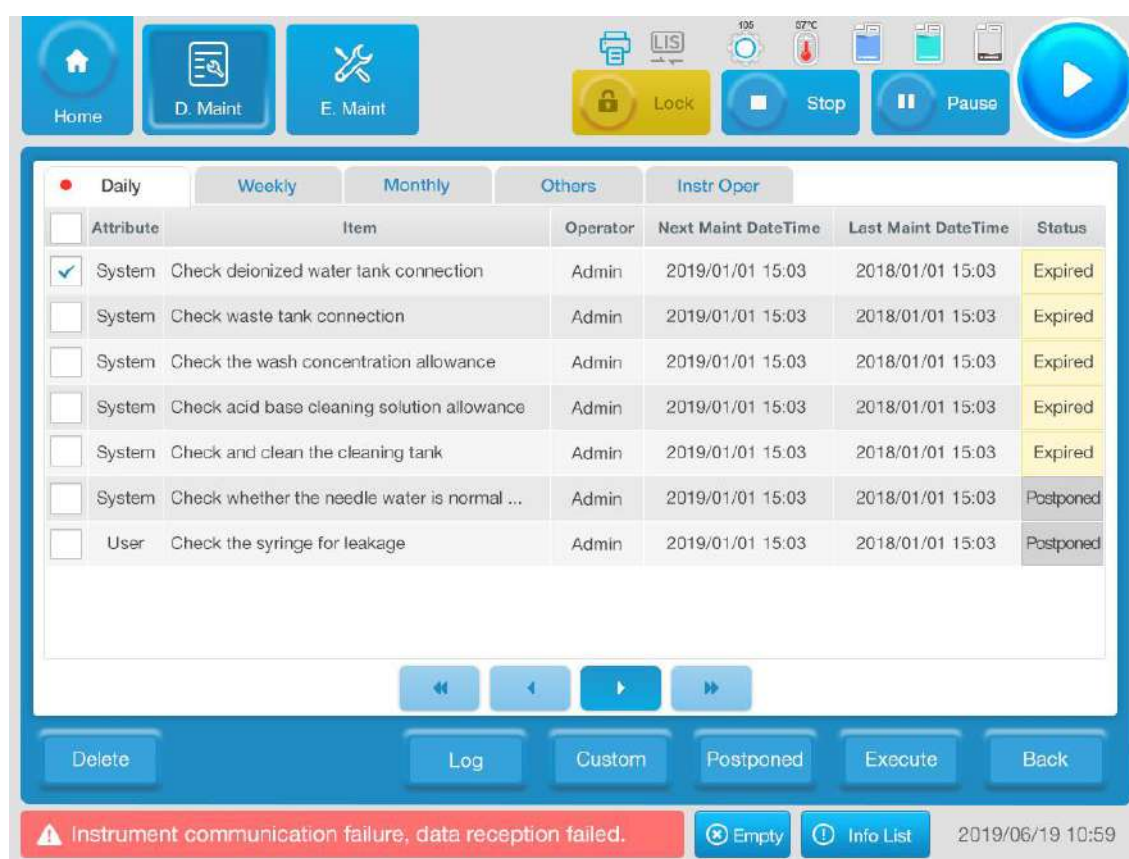 105 37°C
LIS
Home D. Maint E. Maint Lock Stop Pause
Daily Weekly Monthly Others Instr Oper
Attribute Item Operator Next Maint DateTime Last Maint DateTime Status
System Check deionized water tank connection Admin 2019/01/01 15:03 2018/01/01 15:03 Expired
System Check waste tank connection Admin 2019/01/01 15:03 2018/01/01 15:03 Expired
System Check the wash concentration allowance Admin 2019/01/01 15:03 2018/01/01 15:03 Expired
System Check acid base cleaning solution allowance Admin 2019/01/01 15:03 2018/01/01 15:03 Expired
System Check and clean the cleaning tank Admin 2019/01/01 15:03 2018/01/01 15:03 Expired
System Check whether the needle water is normal ... Admin 2019/01/01 15:03 2018/01/01 15:03 Postponed
User Check the syringe for leakage Admin 2019/01/01 15:03 2018/01/01 15:03 Postponed
Delete Log Custom Postponed Execute Back
Instrument communication failure, data reception failed. Empty Info List 2019/06/19 10:59